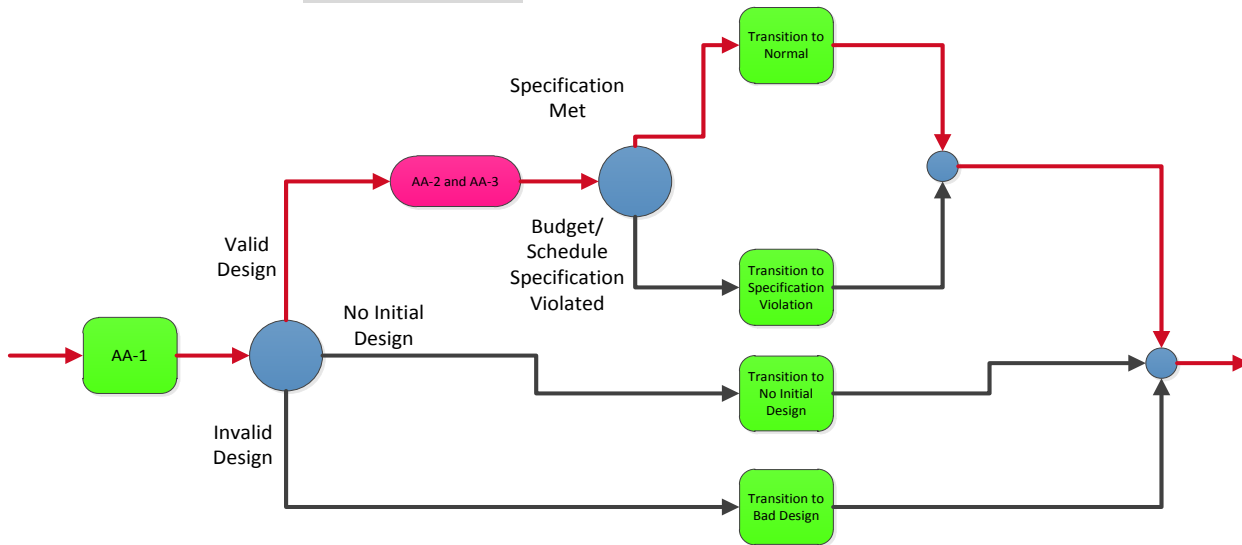 Transition to
Normal
Specification
Met
AA-2 and AA-3
Budget/
Schedule
Specification
Violated
Valid
Design
Transition to
Specification
Violation
No Initial
Design
AA-1
Transition to
No Initial
Design
Invalid
Design
Transition to
Bad Design